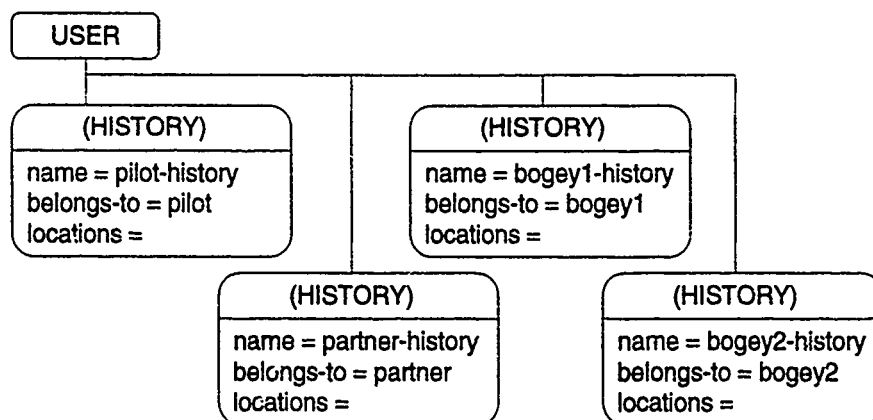 USER
(HISTORY)
name = pilot-history
belongs-to = pilot
locations =
(HISTORY)
name = bogey1-history
belongs-to = bogey1
locations =
(HISTORY)
name = partner-history
belongs-to = partner
locations =
(HISTORY)
name = bogey2-history
belongs-to = bogey2
locations =